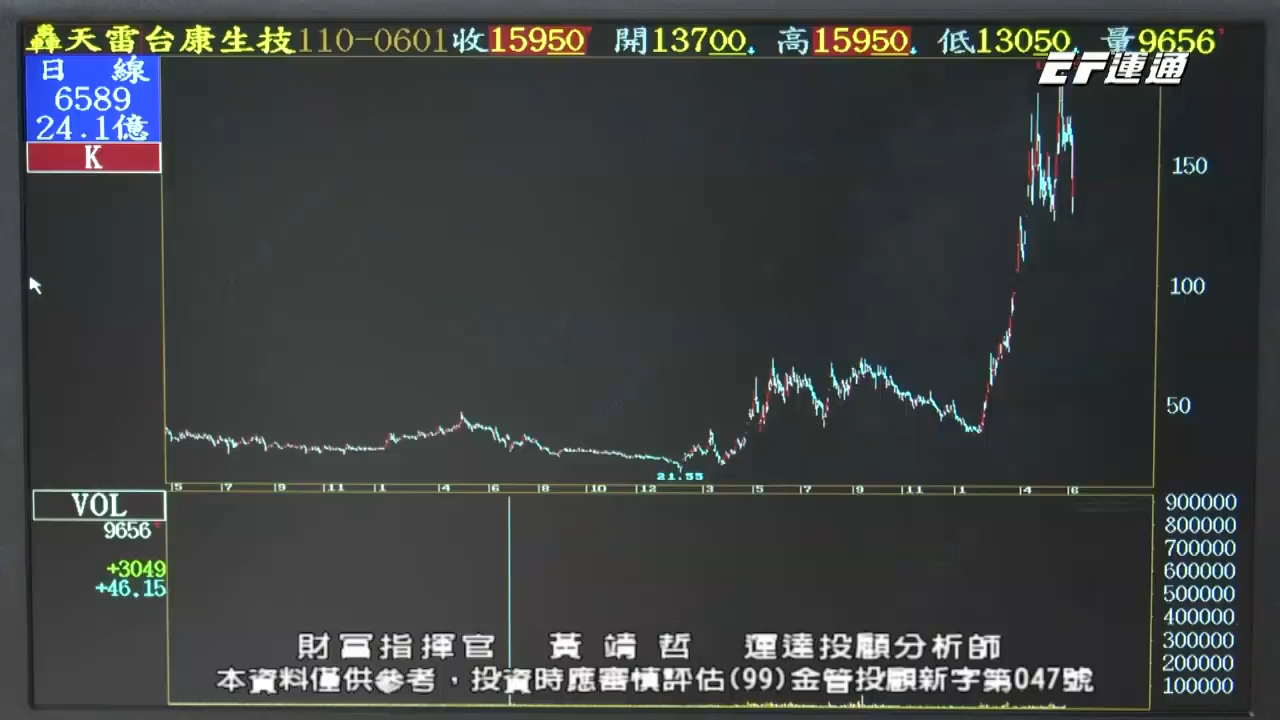 轟天雷台康生技110-0601收15950 開13700 高15950 低13050 量9656
EF運通
日 線
6589
24.1億
K
150
100
50
21.55
5 7 9 11 1 4 6 8 10 12 3 5 7 9 11 1 4 6
VOL
9656
+3049
+46.15
900000
800000
700000
600000
500000
400000
300000
200000
100000
財富指揮官 黃靖哲 運達投顧分析師
本資料僅供參考，投資時應審慎評估(99)金管投顧新字第047號